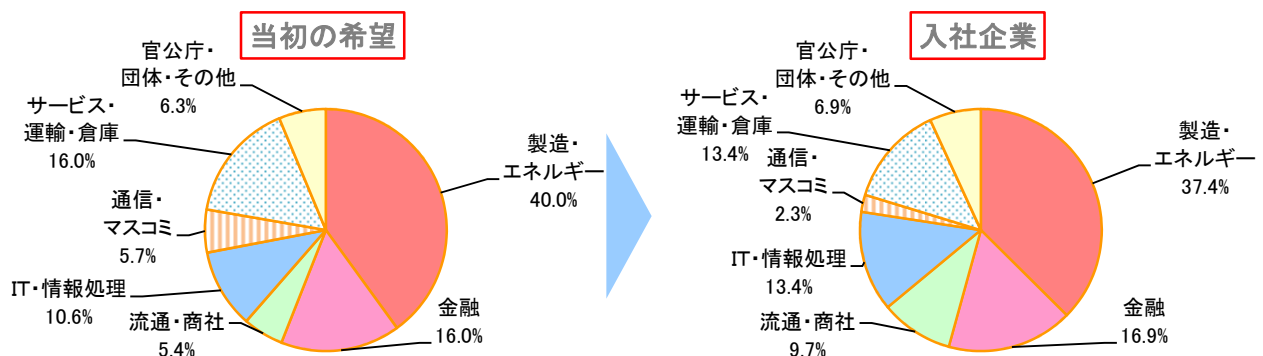 当初の希望
官公庁・
団体・その他
6.3%
サービス・
運輸・倉庫
16.0%
通信・
マスコミ
5.7%
IT・情報処理
10.6%
流通・商社
5.4%
金融
16.0%
製造・
エネルギー
40.0%
入社企業
官公庁・
団体・その他
6.9%
サービス・
運輸・倉庫
13.4%
通信・
マスコミ
2.3%
IT・情報処理
13.4%
流通・商社
9.7%
金融
16.9%
製造・
エネルギー
37.4%